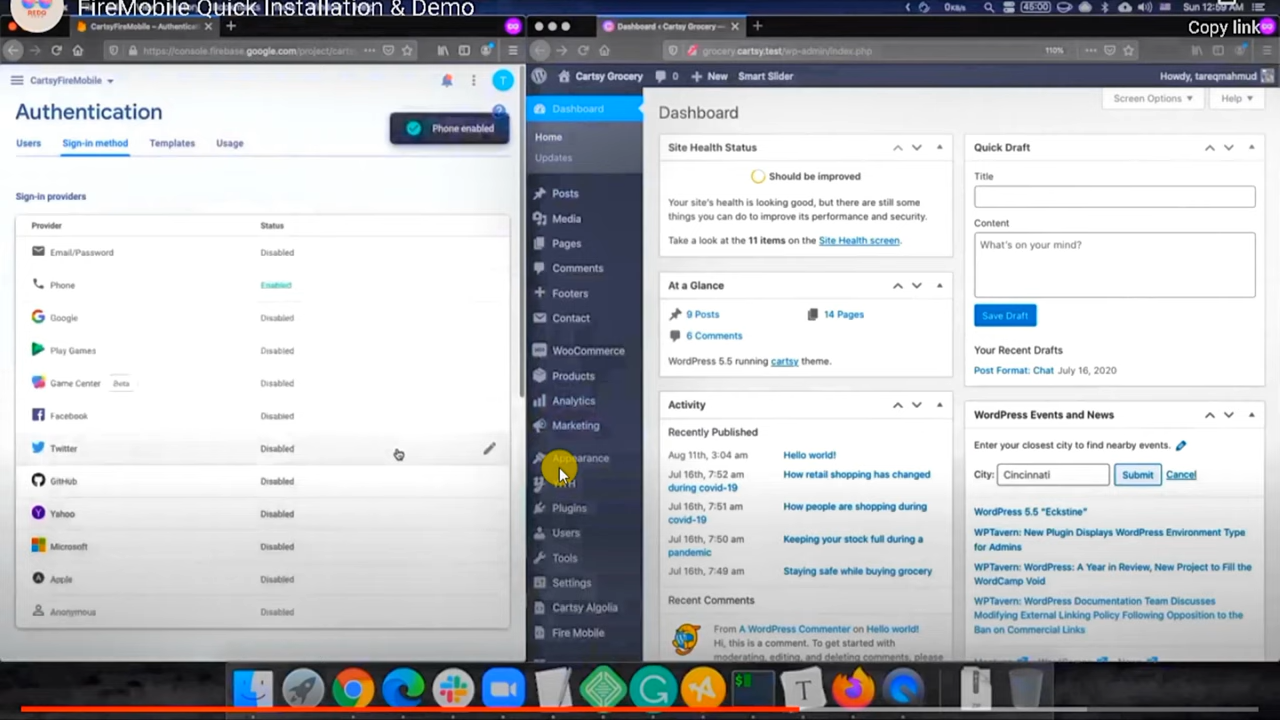 FireMobile Quick Installation & Demo
Copy link
0kB/s
CartsyFireMobile – Authentic
https://console.firebase.google.com/project/carts
CartsyFireMobile
T
Authentication
Phone enabled
Users
Sign-in method
Templates
Usage
Sign-in providers
Provider Status
Email/Password Disabled
Phone Enabled
Google Disabled
Play Games Disabled
Game Center Beta Disabled
Facebook Disabled
Twitter Disabled
GitHub Disabled
Yahoo Disabled
Microsoft Disabled
Apple Disabled
Anonymous Disabled
Dashboard ‹ Cartsy Grocery —
grocery.cartsy.test/wp-admin/index.php
110%
Cartsy Grocery 0 + New Smart Slider
Howdy, tareqmahmud
Dashboard
Home
Updates
Posts
Media
Pages
Comments
Footers
Contact
WooCommerce
Products
Analytics
Marketing
Appearance
Plugins
Users
Tools
Settings
Cartsy Algolia
Fire Mobile
Screen Options
Help
Dashboard
Site Health Status
Should be improved
Your site's health is looking good, but there are still some
things you can do to improve its performance and security.
Take a look at the 11 items on the Site Health screen.
At a Glance
9 Posts
14 Pages
6 Comments
WordPress 5.5 running cartsy theme.
Activity
Recently Published
Aug 11th, 3:04 am Hello world!
Jul 16th, 7:52 am How retail shopping has changed
during covid-19
Jul 16th, 7:51 am How people are shopping during
covid-19
Jul 16th, 7:50 am Keeping your stock full during a
pandemic
Jul 16th, 7:49 am Staying safe while buying grocery
Recent Comments
From A WordPress Commenter on Hello world!
Hi, this is a comment. To get started with
moderating, editing, and deleting comments, please
Quick Draft
Title
Content
What's on your mind?
Save Draft
Your Recent Drafts
Post Format: Chat July 16, 2020
WordPress Events and News
Enter your closest city to find nearby events.
City: Cincinnati Submit Cancel
WordPress 5.5 "Eckstine"
WPTavern: New Plugin Displays WordPress Environment Type
for Admins
WPTavern: WordPress: A Year in Review, New Project to Fill the
WordCamp Void
WPTavern: WordPress Documentation Team Discusses
Modifying External Linking Policy Following Opposition to the
Ban on Commercial Links